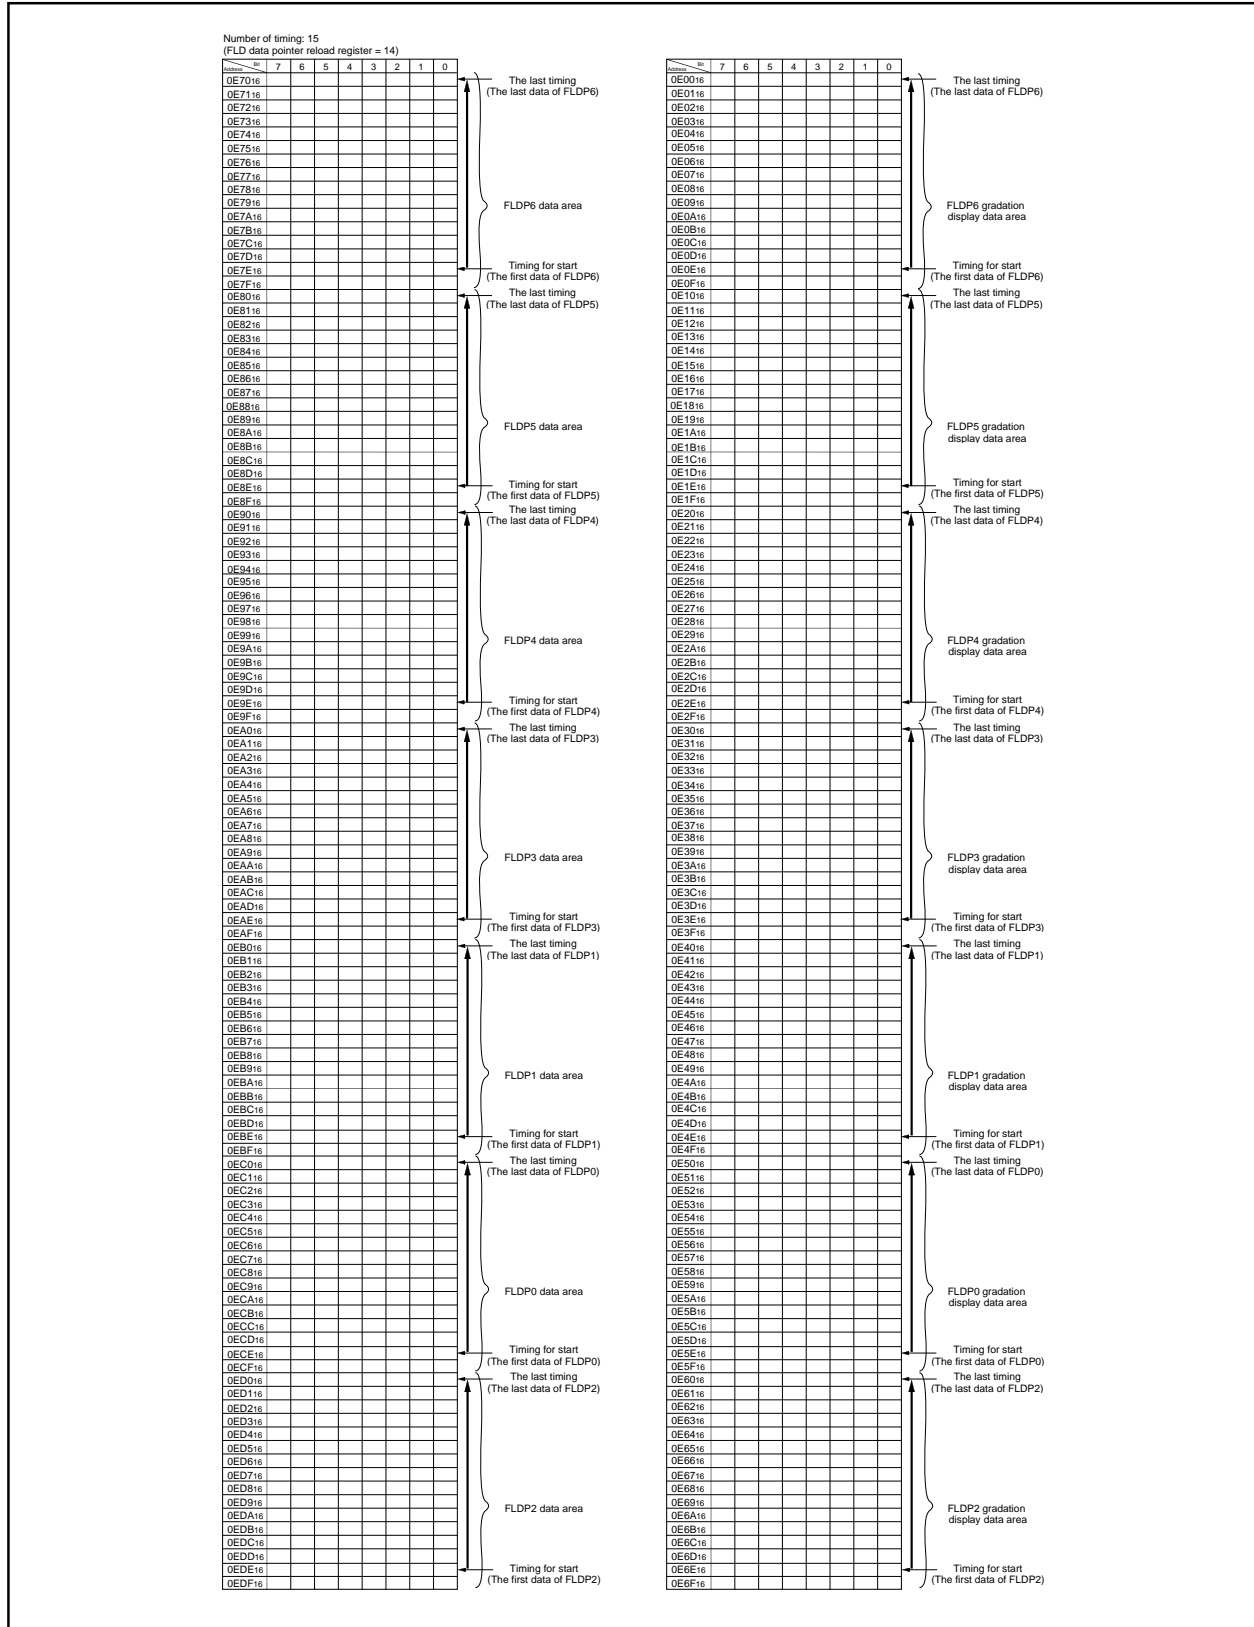 Number of timing: 15
(FLD data pointer reload register = 14)
Bit
Address 7 6 5 4 3 2 1 0
0E7016
0E7116
0E7216
0E7316
0E7416
0E7516
0E7616
0E7716
0E7816
0E7916
0E7A16
0E7B16
0E7C16
0E7D16
0E7E16
0E7F16
The last timing
(The last data of FLDP6)
FLDP6 data area
Timing for start
(The first data of FLDP6)
0E8016
0E8116
0E8216
0E8316
0E8416
0E8516
0E8616
0E8716
0E8816
0E8916
0E8A16
0E8B16
0E8C16
0E8D16
0E8E16
0E8F16
The last timing
(The last data of FLDP5)
FLDP5 data area
Timing for start
(The first data of FLDP5)
0E9016
0E9116
0E9216
0E9316
0E9416
0E9516
0E9616
0E9716
0E9816
0E9916
0E9A16
0E9B16
0E9C16
0E9D16
0E9E16
0E9F16
The last timing
(The last data of FLDP4)
FLDP4 data area
Timing for start
(The first data of FLDP4)
0EA016
0EA116
0EA216
0EA316
0EA416
0EA516
0EA616
0EA716
0EA816
0EA916
0EAA16
0EAB16
0EAC16
0EAD16
0EAE16
0EAF16
The last timing
(The last data of FLDP3)
FLDP3 data area
Timing for start
(The first data of FLDP3)
0EB016
0EB116
0EB216
0EB316
0EB416
0EB516
0EB616
0EB716
0EB816
0EB916
0EBA16
0EBB16
0EBC16
0EBD16
0EBE16
0EBF16
The last timing
(The last data of FLDP1)
FLDP1 data area
Timing for start
(The first data of FLDP1)
0EC016
0EC116
0EC216
0EC316
0EC416
0EC516
0EC616
0EC716
0EC816
0EC916
0ECA16
0ECB16
0ECC16
0ECD16
0ECE16
0ECF16
The last timing
(The last data of FLDP0)
FLDP0 data area
Timing for start
(The first data of FLDP0)
0ED016
0ED116
0ED216
0ED316
0ED416
0ED516
0ED616
0ED716
0ED816
0ED916
0EDA16
0EDB16
0EDC16
0EDD16
0EDE16
0EDF16
The last timing
(The last data of FLDP2)
FLDP2 data area
Timing for start
(The first data of FLDP2)
Bit
Address 7 6 5 4 3 2 1 0
0E0016
0E0116
0E0216
0E0316
0E0416
0E0516
0E0616
0E0716
0E0816
0E0916
0E0A16
0E0B16
0E0C16
0E0D16
0E0E16
0E0F16
The last timing
(The last data of FLDP6)
FLDP6 gradation
display data area
Timing for start
(The first data of FLDP6)
0E1016
0E1116
0E1216
0E1316
0E1416
0E1516
0E1616
0E1716
0E1816
0E1916
0E1A16
0E1B16
0E1C16
0E1D16
0E1E16
0E1F16
The last timing
(The last data of FLDP5)
FLDP5 gradation
display data area
Timing for start
(The first data of FLDP5)
0E2016
0E2116
0E2216
0E2316
0E2416
0E2516
0E2616
0E2716
0E2816
0E2916
0E2A16
0E2B16
0E2C16
0E2D16
0E2E16
0E2F16
The last timing
(The last data of FLDP4)
FLDP4 gradation
display data area
Timing for start
(The first data of FLDP4)
0E3016
0E3116
0E3216
0E3316
0E3416
0E3516
0E3616
0E3716
0E3816
0E3916
0E3A16
0E3B16
0E3C16
0E3D16
0E3E16
0E3F16
The last timing
(The last data of FLDP3)
FLDP3 gradation
display data area
Timing for start
(The first data of FLDP3)
0E4016
0E4116
0E4216
0E4316
0E4416
0E4516
0E4616
0E4716
0E4816
0E4916
0E4A16
0E4B16
0E4C16
0E4D16
0E4E16
0E4F16
The last timing
(The last data of FLDP1)
FLDP1 gradation
display data area
Timing for start
(The first data of FLDP1)
0E5016
0E5116
0E5216
0E5316
0E5416
0E5516
0E5616
0E5716
0E5816
0E5916
0E5A16
0E5B16
0E5C16
0E5D16
0E5E16
0E5F16
The last timing
(The last data of FLDP0)
FLDP0 gradation
display data area
Timing for start
(The first data of FLDP0)
0E6016
0E6116
0E6216
0E6316
0E6416
0E6516
0E6616
0E6716
0E6816
0E6916
0E6A16
0E6B16
0E6C16
0E6D16
0E6E16
0E6F16
The last timing
(The last data of FLDP2)
FLDP2 gradation
display data area
Timing for start
(The first data of FLDP2)